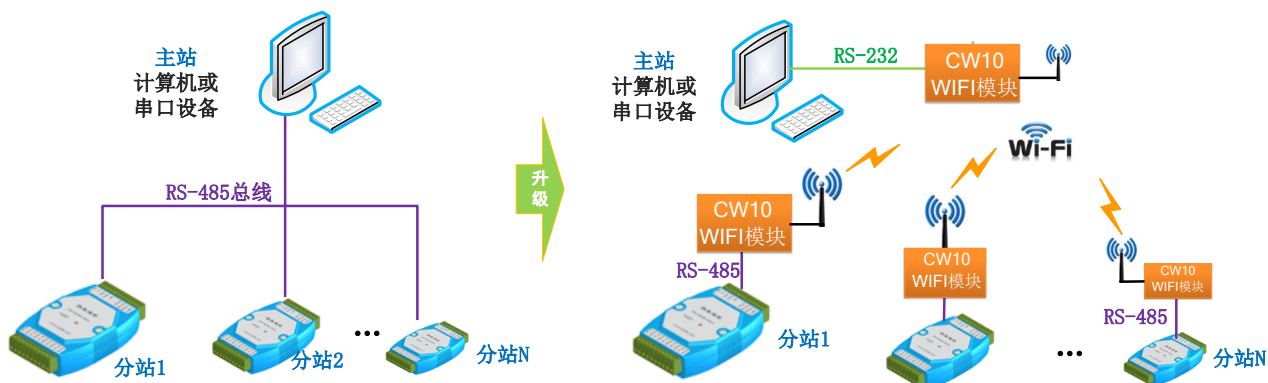 主站
计算机或
串口设备
RS-485总线
分站1
分站2
...
分站N
升
级
主站
计算机或
串口设备
RS-232
CW10
WIFI模块
Wi-Fi
CW10
WIFI模块
RS-485
分站1
CW10
WIFI模块
...
CW10
WIFI模块
RS-485
分站N